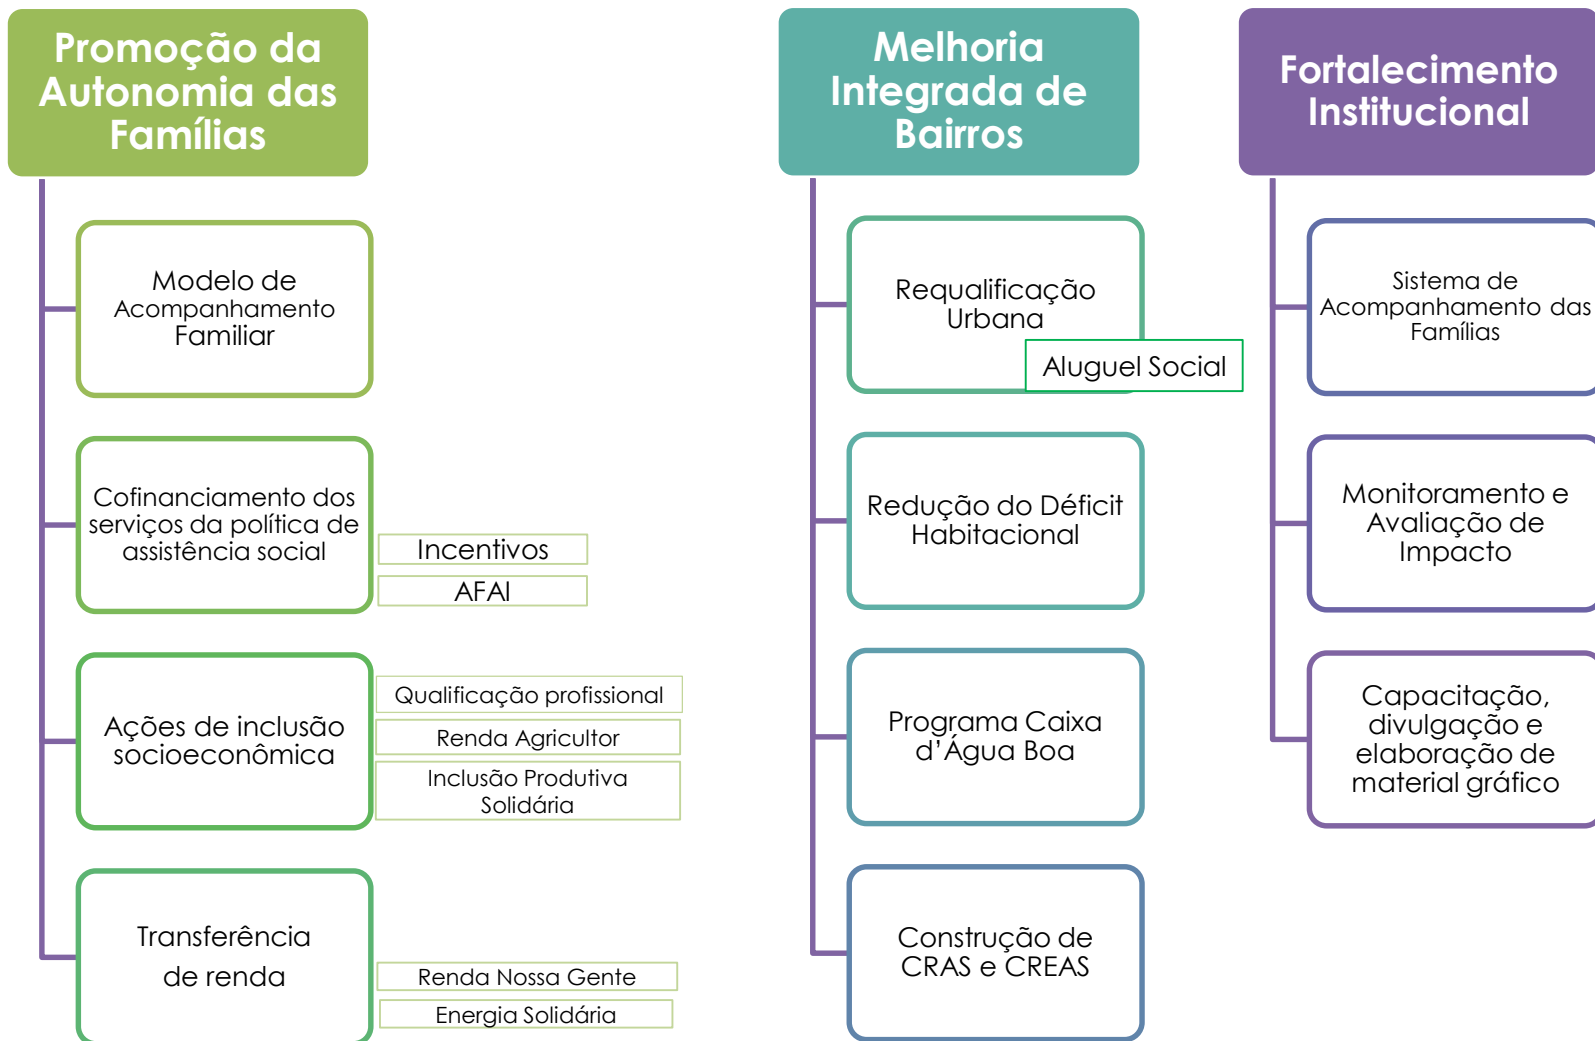 Promoção da
Autonomia das
Famílias
Modelo de
Acompanhamento
Familiar
Cofinanciamento dos
serviços da política de
assistência social
Incentivos
AFAI
Ações de inclusão
socioeconômica
Qualificação profissional
Renda Agricultor
Inclusão Produtiva
Solidária
Transferência
de renda
Renda Nossa Gente
Energia Solidária
Melhoria
Integrada de
Bairros
Requalificação
Urbana
Aluguel Social
Redução do Déficit
Habitacional
Programa Caixa
d’Água Boa
Construção de
CRAS e CREAS
Fortalecimento
Institucional
Sistema de
Acompanhamento das
Famílias
Monitoramento e
Avaliação de
Impacto
Capacitação,
divulgação e
elaboração de
material gráfico